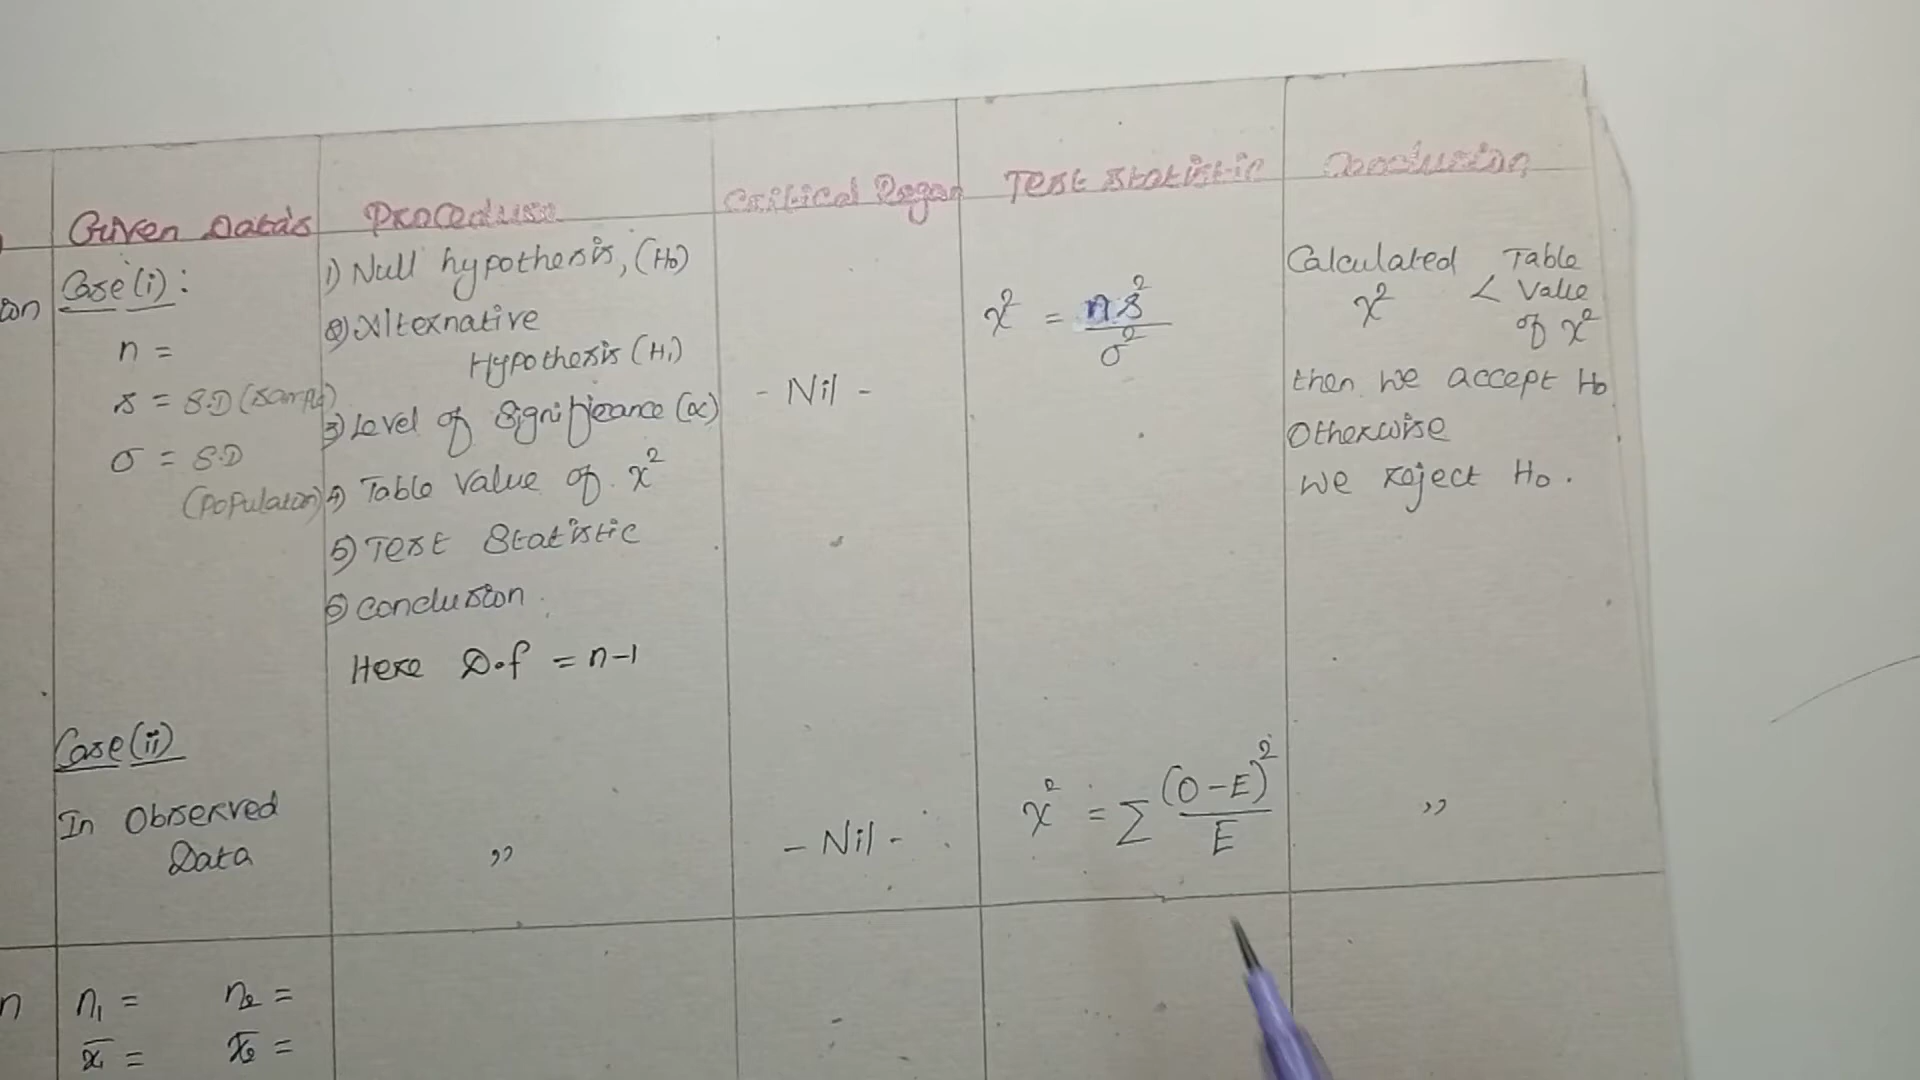 Given Data's
Procedure
Critical Region
Test Statistic
Conclusion
ion
Case (i):
n =
s = S.D (Sample)
σ = S.D
(Population)
1) Null hypothesis, (H₀)
2) Alternative
Hypothesis (H₁)
3) Level of Significance (α)
4) Table value of χ²
5) Test Statistic
6) conclusion.
Here D.f = n-1
- Nil -
χ² = ns²/σ²
Calculated χ² < Table Value of χ²
then we accept H₀
Otherwise
we reject H₀.
Case (ii)
In Observed
Data
,,
- Nil -
χ² = Σ (O-E)²/E
,,
n
n₁ = n₂ =
x̄₁ = x̄₂ =